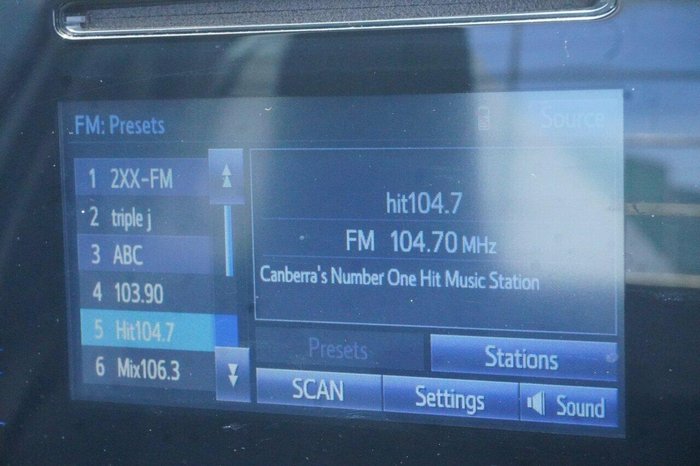 FM: Presets
Source
1 2XX-FM
2 triple j
3 ABC
4 103.90
5 Hit104.7
6 Mix106.3
hit104.7
FM 104.70 MHz
Canberra's Number One Hit Music Station
Presets
Stations
SCAN
Settings
Sound